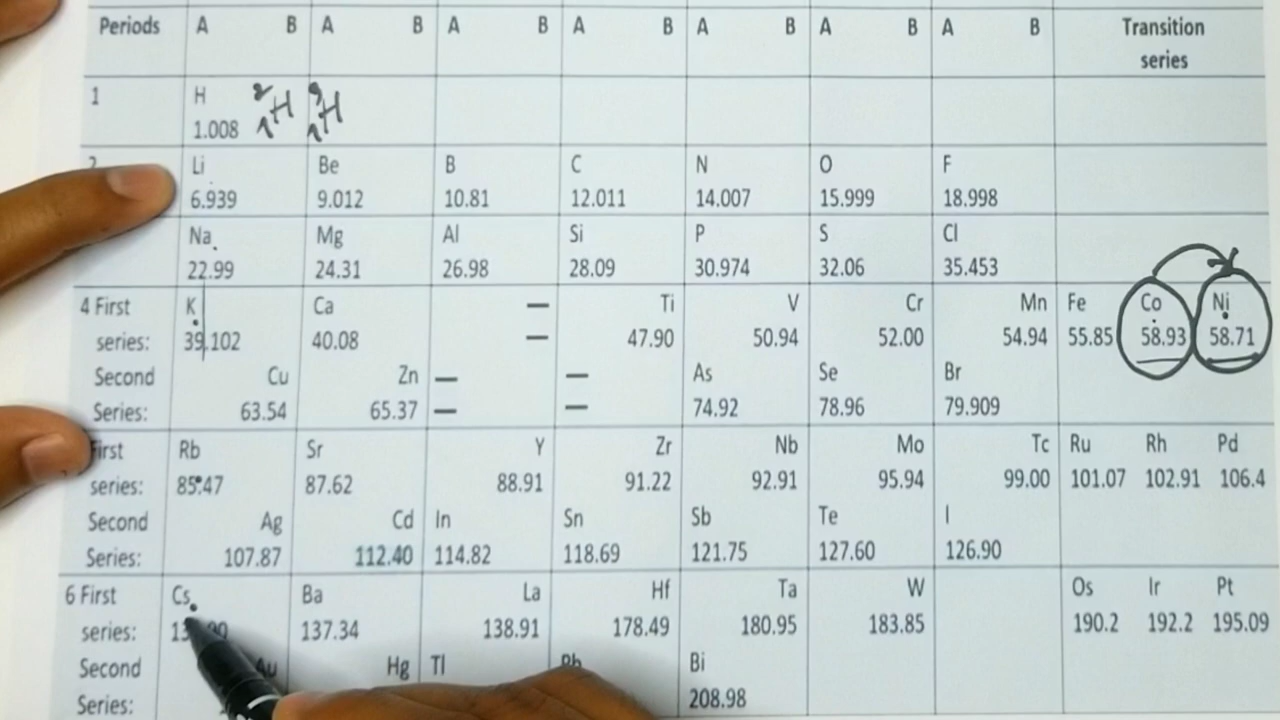 Periods A B A B A B A B A B A B A B Transition
series
1 H ²₁H ³₁H
1.008
2 Li Be B C N O F
6.939 9.012 10.81 12.011 14.007 15.999 18.998
Na Mg Al Si P S Cl
22.99 24.31 26.98 28.09 30.974 32.06 35.453
4 First K Ca — Ti V Cr Mn Fe Co Ni
series: 39.102 40.08 — 47.90 50.94 52.00 54.94 55.85 58.93 58.71
Second Cu Zn — — As Se Br
Series: 63.54 65.37 — — 74.92 78.96 79.909
First Rb Sr Y Zr Nb Mo Tc Ru Rh Pd
series: 85.47 87.62 88.91 91.22 92.91 95.94 99.00 101.07 102.91 106.4
Second Ag Cd In Sn Sb Te I
Series: 107.87 112.40 114.82 118.69 121.75 127.60 126.90
6 First Cs Ba La Hf Ta W Os Ir Pt
series: 137.34 138.91 178.49 180.95 183.85 190.2 192.2 195.09
Second Au Hg Tl Pb Bi
Series: 208.98